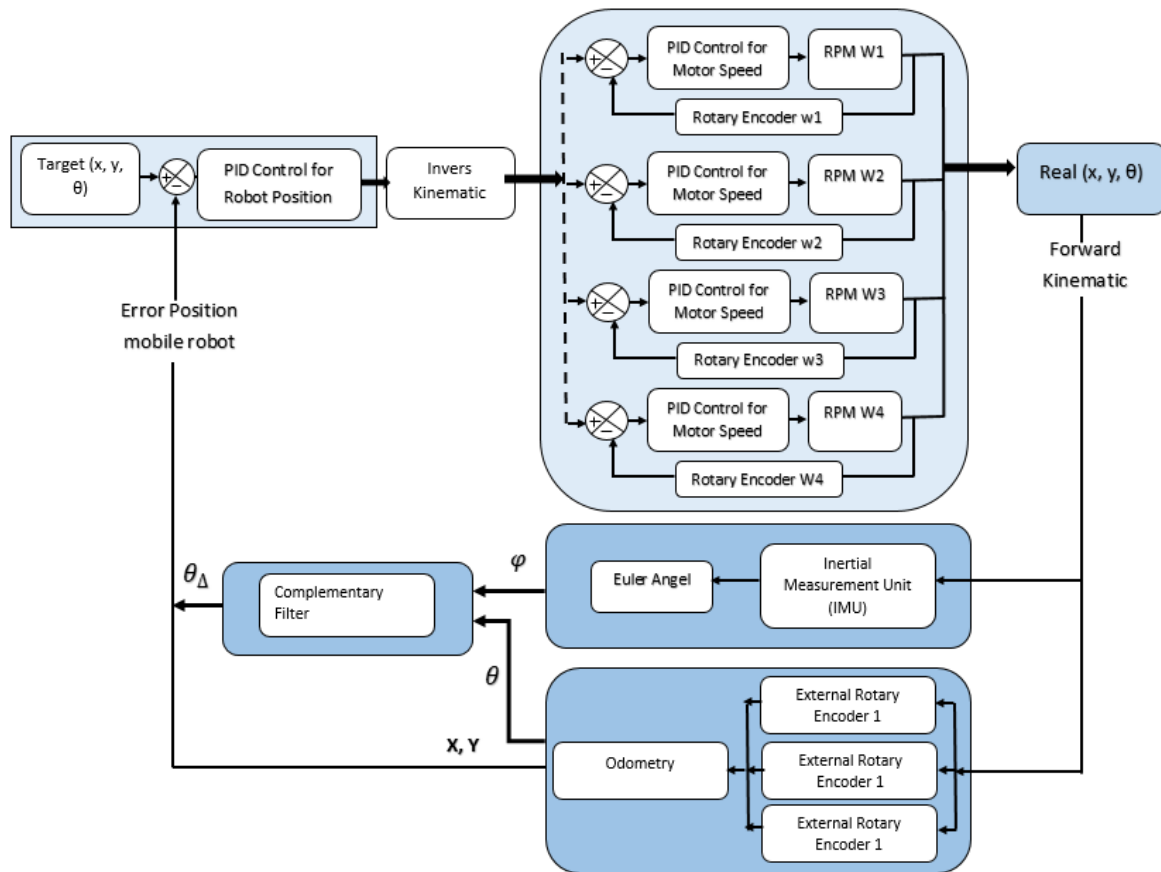 PID Control for
Motor Speed
RPM W1
Rotary Encoder w1
Target (x, y,
θ)
PID Control for
Robot Position
Invers
Kinematic
PID Control for
Motor Speed
RPM W2
Rotary Encoder w2
Real (x, y, θ)
Forward
Kinematic
PID Control for
Motor Speed
RPM W3
Rotary Encoder w3
Error Position
mobile robot
PID Control for
Motor Speed
RPM W4
Rotary Encoder W4
θΔ
Complementary
Filter
φ
Euler Angel
Inertial
Measurement Unit
(IMU)
θ
X, Y
Odometry
External Rotary
Encoder 1
External Rotary
Encoder 1
External Rotary
Encoder 1